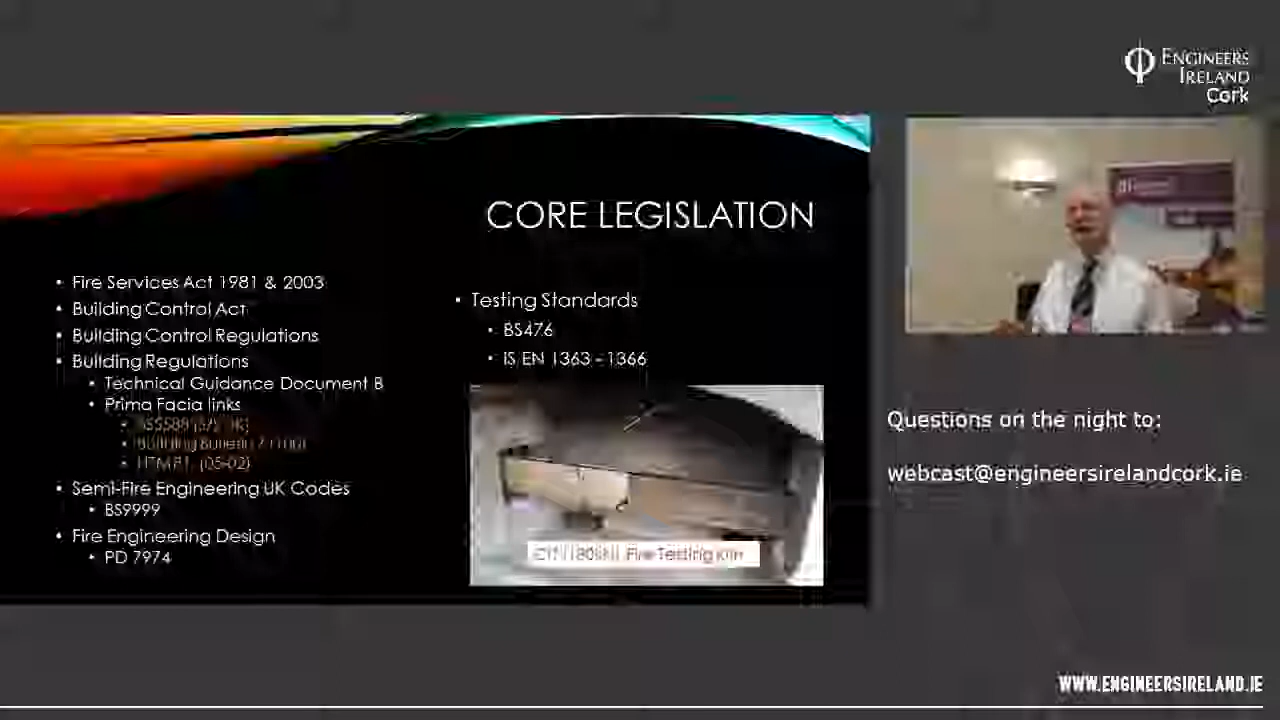 ENGINEERS
IRELAND
Cork
CORE LEGISLATION
• Fire Services Act 1981 & 2003
• Building Control Act
• Building Control Regulations
• Building Regulations
• Technical Guidance Document B
• Prima Facia links
• Semi-Fire Engineering UK Codes
• BS9999
• Fire Engineering Design
• PD 7974
• Testing Standards
• BS476
• IS EN 1363 - 1366
Fire Testing
Questions on the night to:
webcast@engineersirelandcork.ie
WWW.ENGINEERSIRELAND.IE